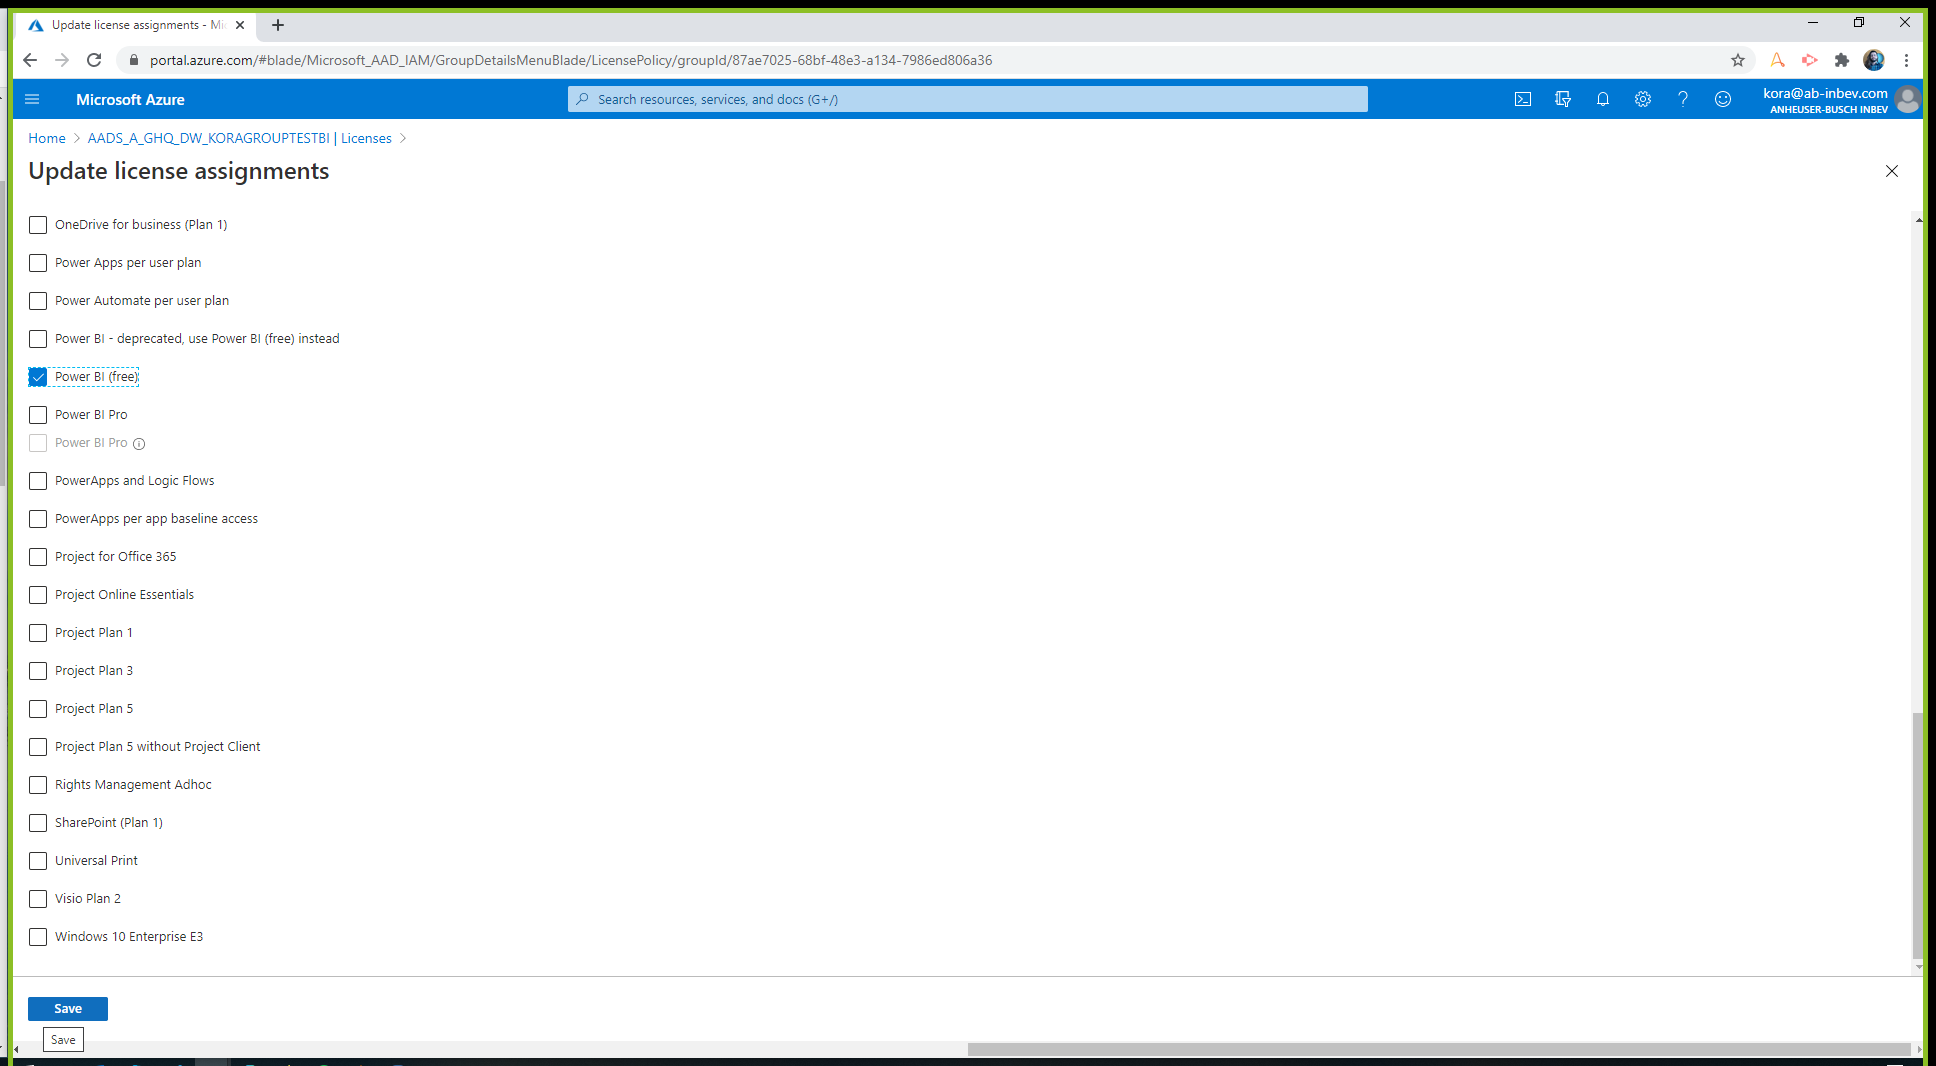 Update license assignments - Mi
portal.azure.com/#blade/Microsoft_AAD_IAM/GroupDetailsMenuBlade/LicensePolicy/groupId/87ae7025-68bf-48e3-a134-7986ed806a36
Microsoft Azure
Search resources, services, and docs (G+/)
kora@ab-inbev.com
ANHEUSER-BUSCH INBEV
Home > AADS_A_GHQ_DW_KORAGROUPTESTBI | Licenses >
Update license assignments
OneDrive for business (Plan 1)
Power Apps per user plan
Power Automate per user plan
Power BI - deprecated, use Power BI (free) instead
Power BI (free)
Power BI Pro
Power BI Pro
PowerApps and Logic Flows
PowerApps per app baseline access
Project for Office 365
Project Online Essentials
Project Plan 1
Project Plan 3
Project Plan 5
Project Plan 5 without Project Client
Rights Management Adhoc
SharePoint (Plan 1)
Universal Print
Visio Plan 2
Windows 10 Enterprise E3
Save
Save